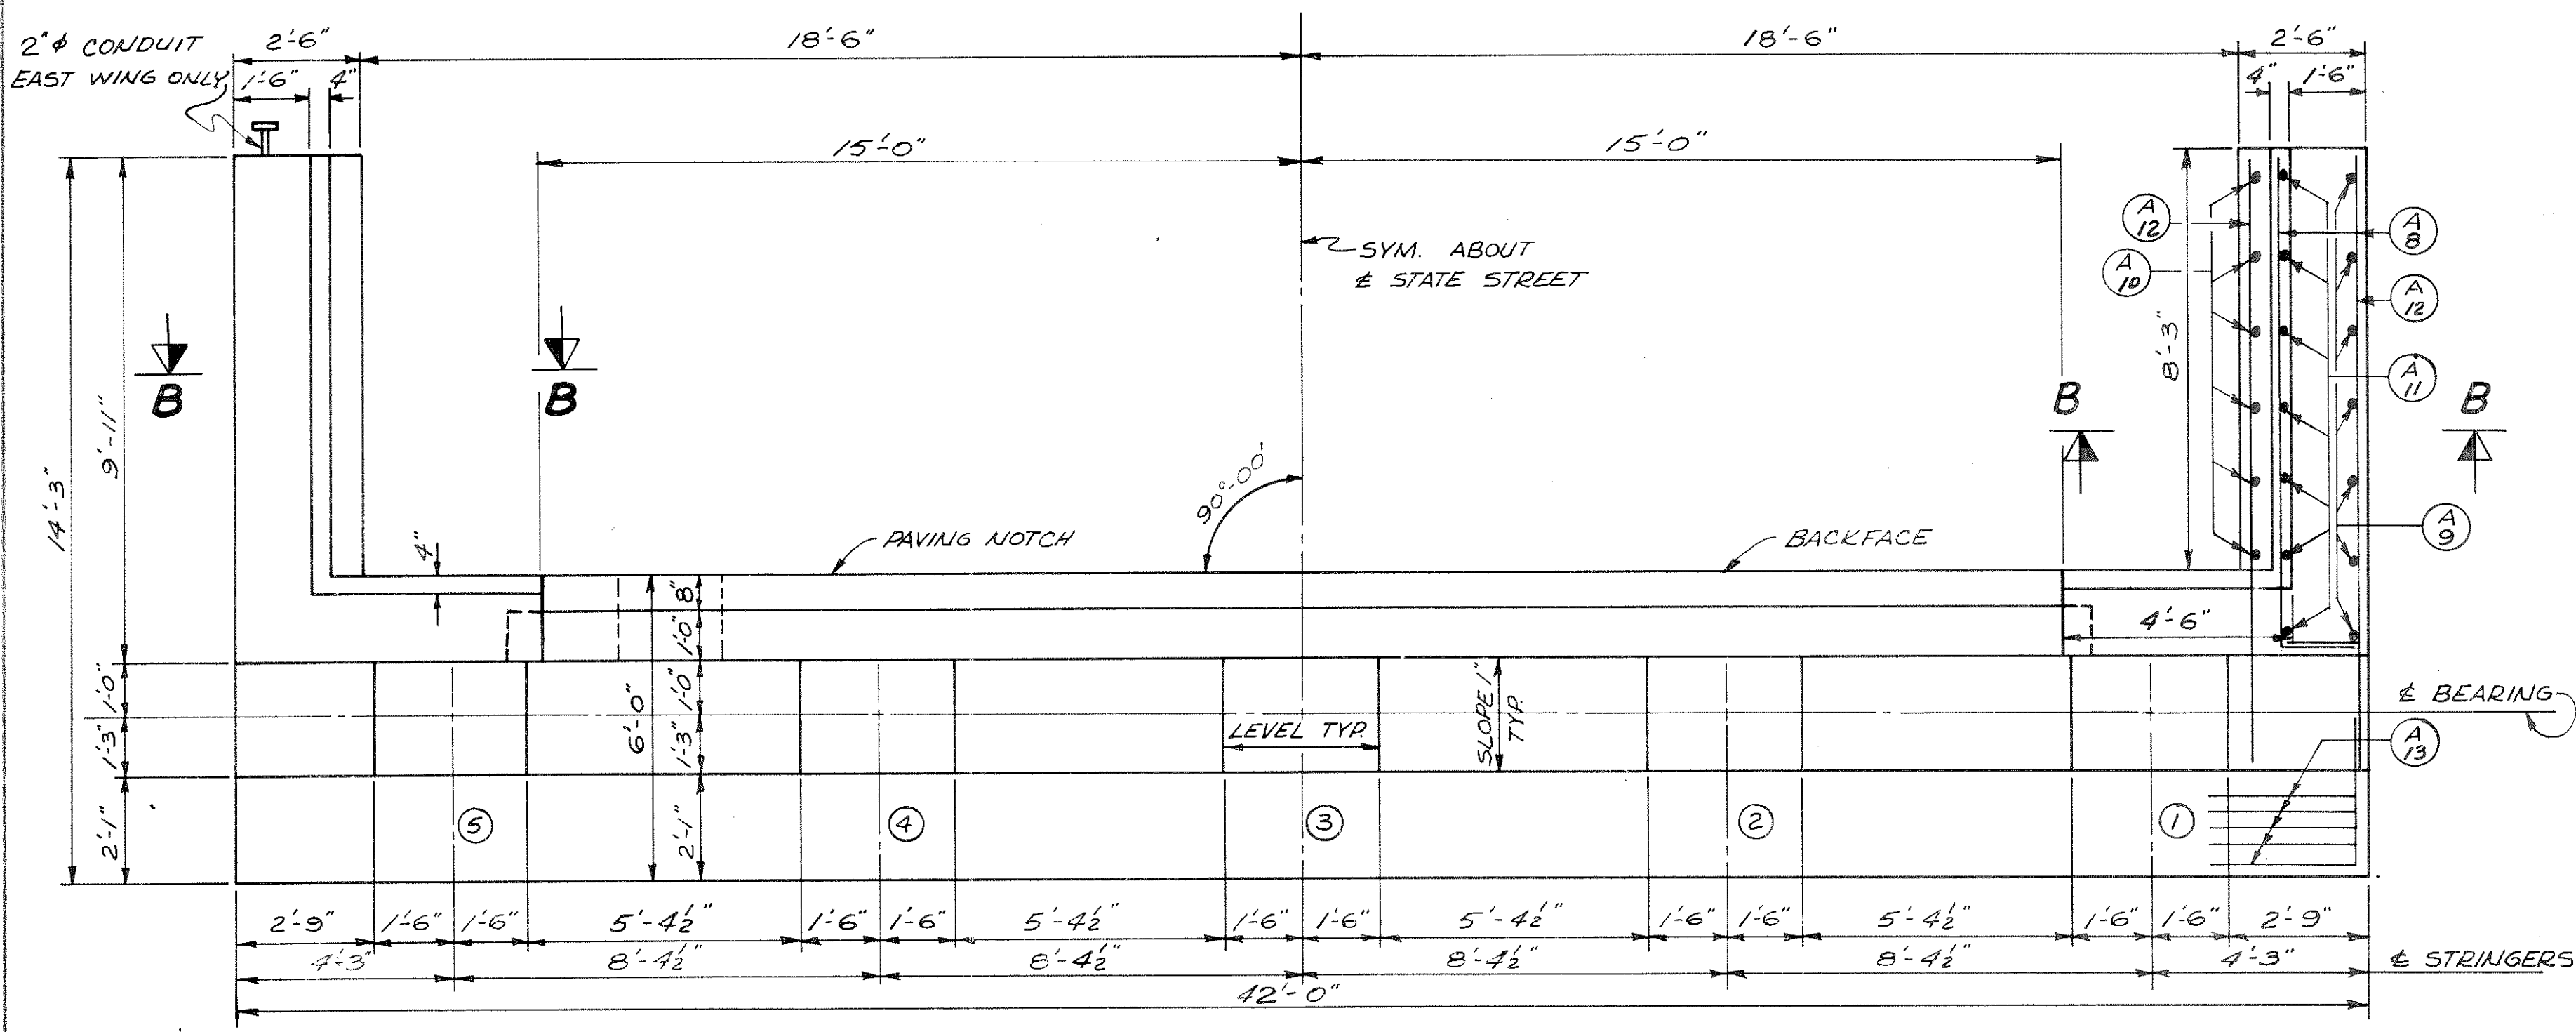 2"ϕ CONDUIT
EAST WING ONLY
2'-6"
18'-6"
18'-6"
2'-6"
1'-6"
4"
4"
1'-6"
15'-0"
15'-0"
SYM. ABOUT
℄ STATE STREET
A
12
A
8
A
10
A
12
8'-3"
A
11
B
B
B
B
9'-11"
14'-3"
90°-00'
4"
PAVING NOTCH
BACKFACE
A
9
8"
1'-0"
4'-6"
1'-0"
1'-3"
2'-1"
6'-0"
1'-0"
1'-3"
2'-1"
LEVEL TYP.
SLOPE 1"
TYP.
℄ BEARING
A
13
5
4
3
2
1
2'-9"
1'-6"
1'-6"
5'-4½"
1'-6"
1'-6"
5'-4½"
1'-6"
1'-6"
5'-4½"
1'-6"
1'-6"
5'-4½"
1'-6"
1'-6"
2'-9"
4'-3"
8'-4½"
8'-4½"
8'-4½"
8'-4½"
4'-3"
℄ STRINGERS
42'-0"